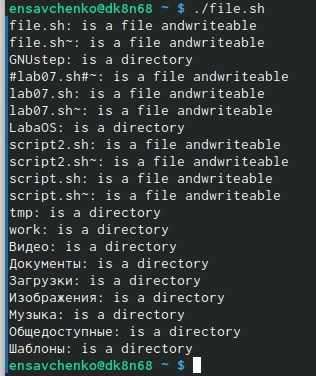 ensavchenko@dk8n68 ~ $ ./file.sh
file.sh: is a file andwriteable
file.sh~: is a file andwriteable
GNUstep: is a directory
#lab07.sh#~: is a file andwriteable
lab07.sh: is a file andwriteable
lab07.sh~: is a file andwriteable
LabaOS: is a directory
script2.sh: is a file andwriteable
script2.sh~: is a file andwriteable
script.sh: is a file andwriteable
script.sh~: is a file andwriteable
tmp: is a directory
work: is a directory
Видео: is a directory
Документы: is a directory
Загрузки: is a directory
Изображения: is a directory
Музыка: is a directory
Общедоступные: is a directory
Шаблоны: is a directory
ensavchenko@dk8n68 ~ $